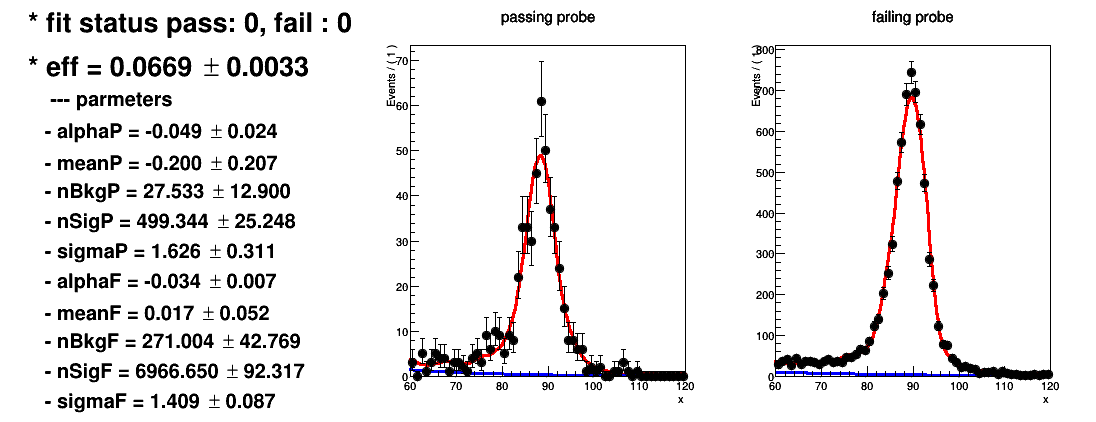 * fit status pass: 0, fail : 0
* eff = 0.0669 ± 0.0033
--- parmeters
- alphaP = -0.049 ± 0.024
- meanP = -0.200 ± 0.207
- nBkgP = 27.533 ± 12.900
- nSigP = 499.344 ± 25.248
- sigmaP = 1.626 ± 0.311
- alphaF = -0.034 ± 0.007
- meanF = 0.017 ± 0.052
- nBkgF = 271.004 ± 42.769
- nSigF = 6966.650 ± 92.317
- sigmaF = 1.409 ± 0.087
passing probe
Events / ( 1 )
70
60
50
40
30
20
10
0
60 70 80 90 100 110 120
x
failing probe
Events / ( 1 )
800
700
600
500
400
300
200
100
0
60 70 80 90 100 110 120
x